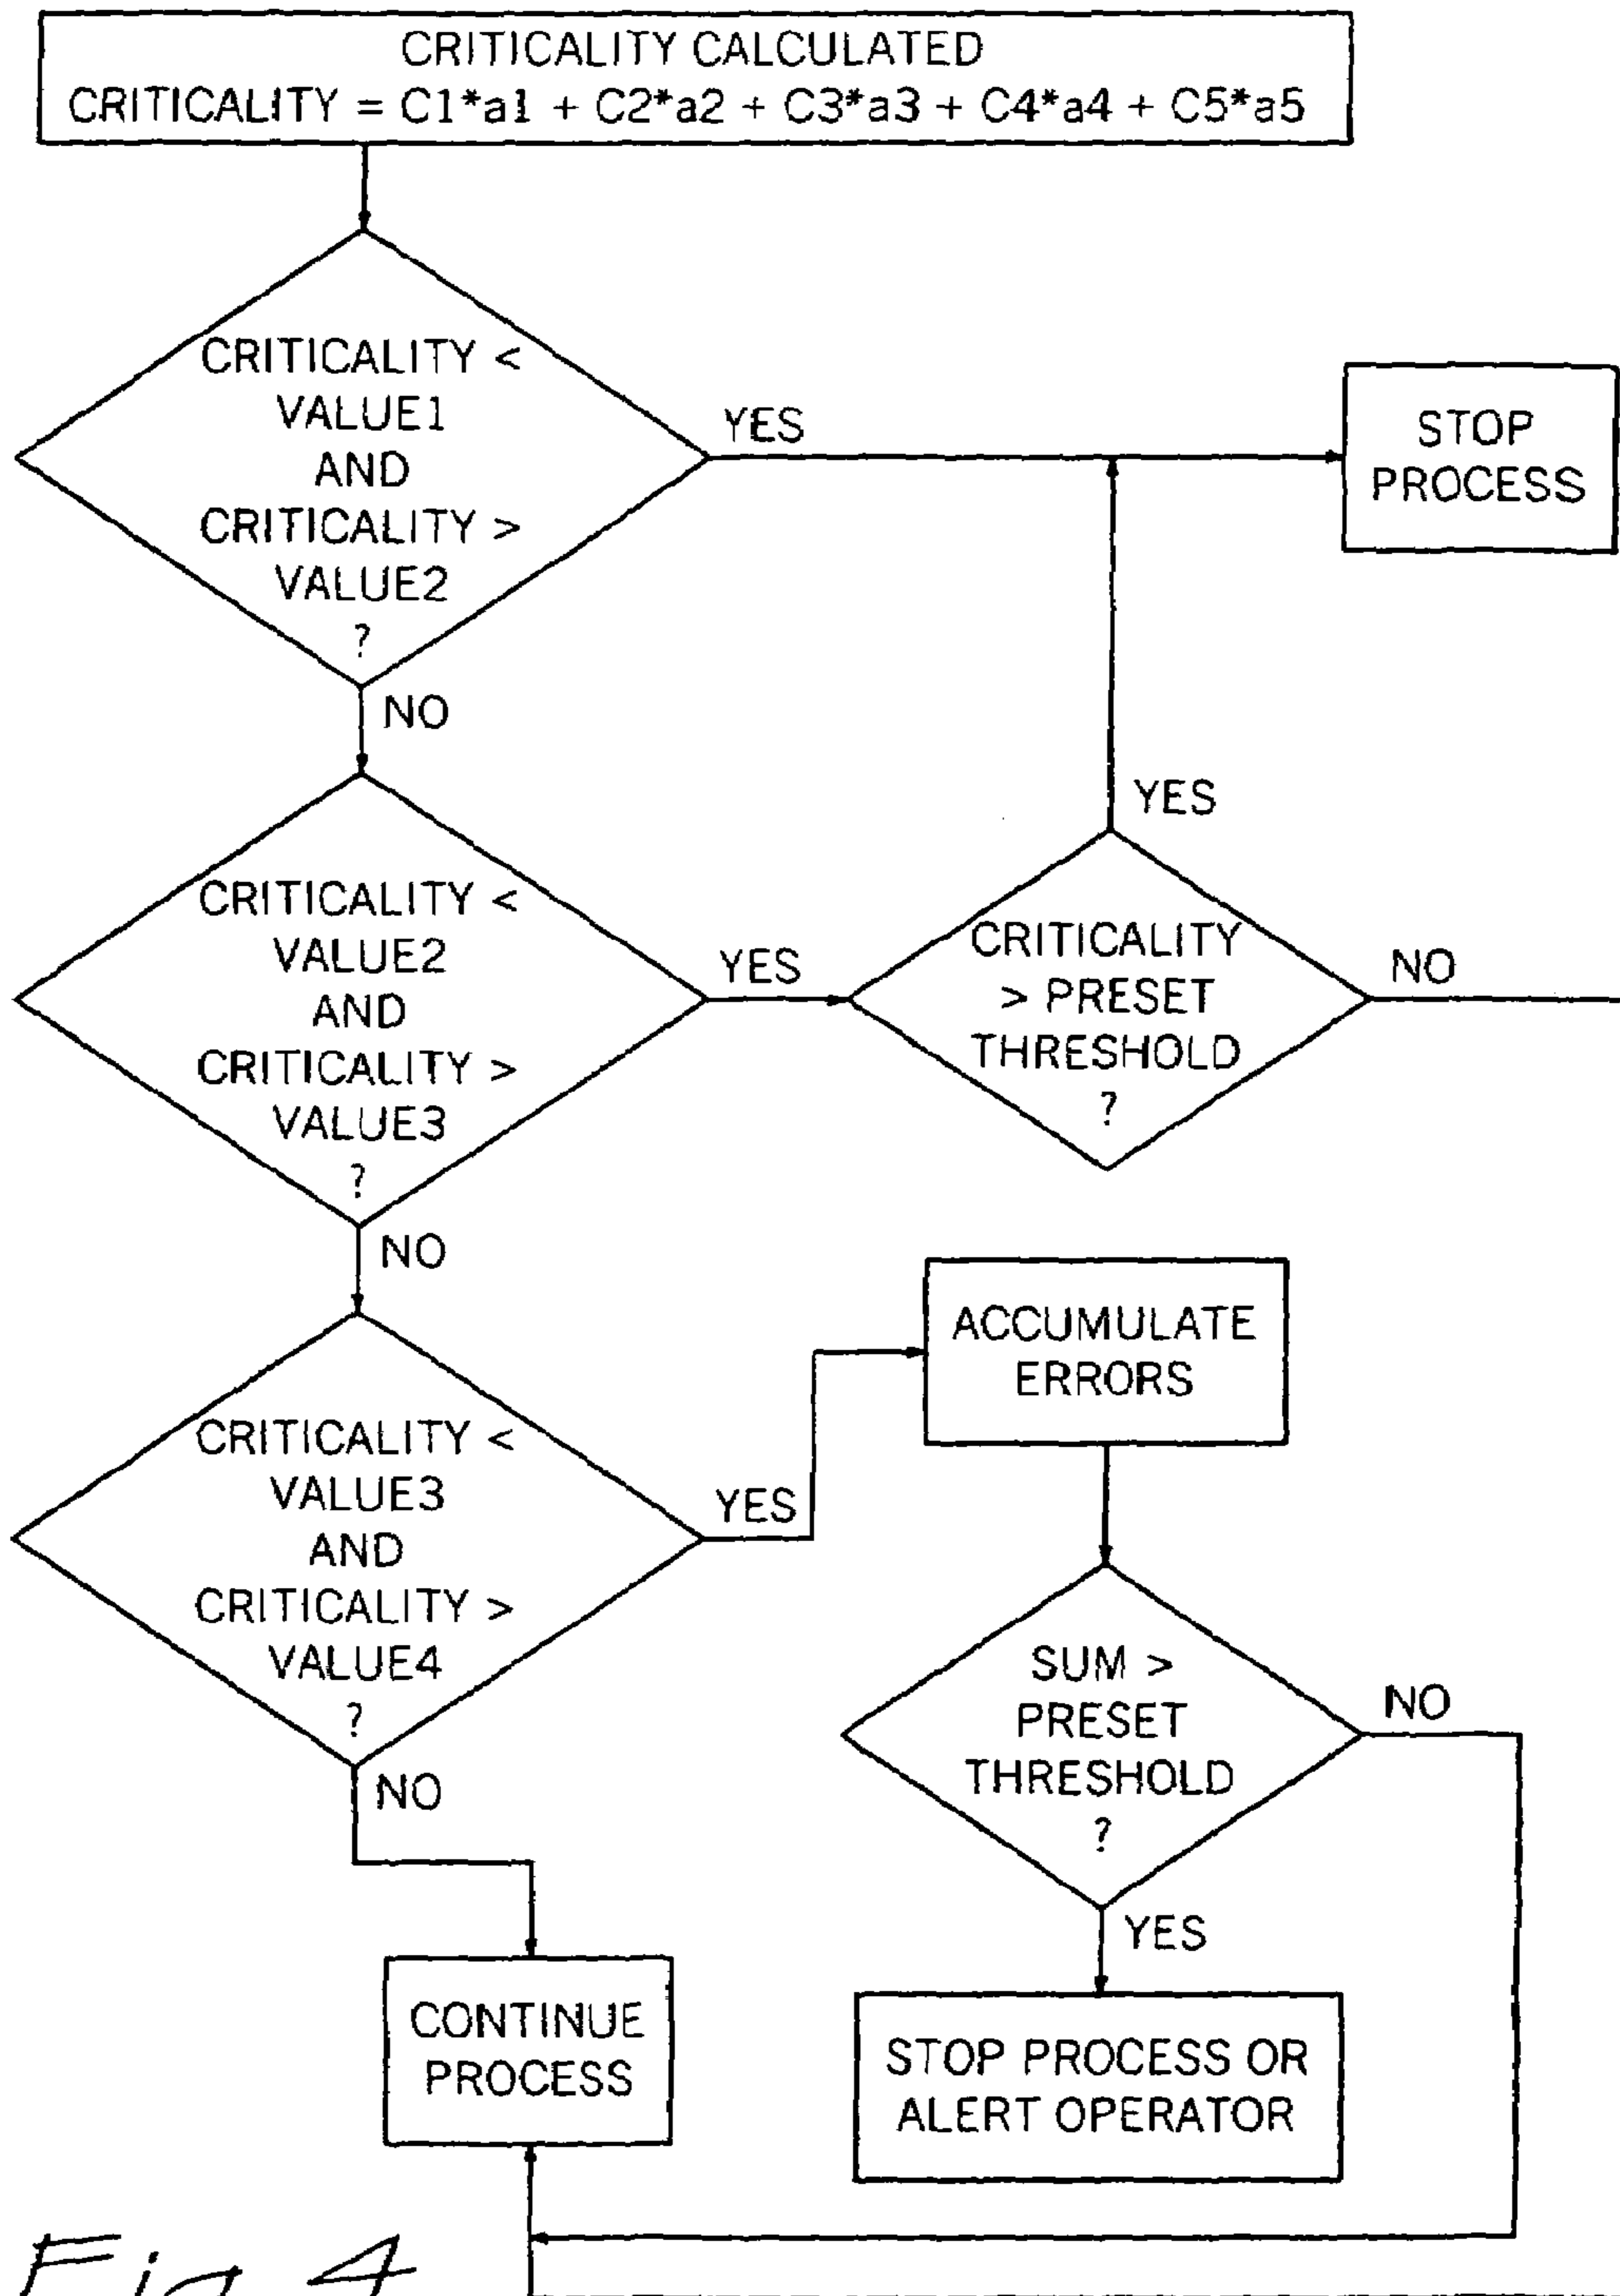 CRITICALITY CALCULATED
CRITICALITY = C1*a1 + C2*a2 + C3*a3 + C4*a4 + C5*a5
CRITICALITY <
VALUE1
AND
CRITICALITY >
VALUE2
?
YES
STOP
PROCESS
NO
CRITICALITY <
VALUE2
AND
CRITICALITY >
VALUE3
?
YES
CRITICALITY
> PRESET
THRESHOLD
?
YES
NO
NO
CRITICALITY <
VALUE3
AND
CRITICALITY >
VALUE4
?
YES
ACCUMULATE
ERRORS
SUM >
PRESET
THRESHOLD
?
NO
YES
NO
CONTINUE
PROCESS
STOP PROCESS OR
ALERT OPERATOR
Fig. 4